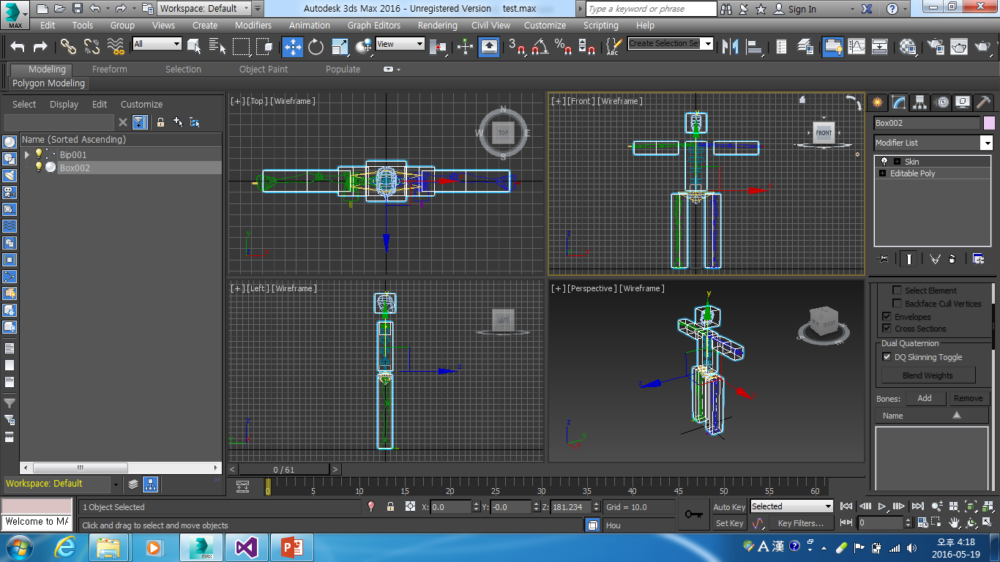 MAX
Workspace: Default
Autodesk 3ds Max 2016 - Unregistered Version test.max
Type a keyword or phrase
Sign In
Edit Tools Group Views Create Modifiers Animation Graph Editors Rendering Civil View Customize Scripting Help
All
View
3
%
ABC
Create Selection Se
Modeling Freeform Selection Object Paint Populate
Polygon Modeling
Select Display Edit Customize
Name (Sorted Ascending)
Bip001
Box002
Workspace: Default
[+][Top][Wireframe]
N
W TOP E
S
y
z x
[+][Front][Wireframe]
FRONT
y
x
z
x
[+][Left][Wireframe]
LEFT
y
z
z
y
[+][Perspective][Wireframe]
RIGHT
y
z
x
z
y
x
Box002
Modifier List
Skin
Editable Poly
Select Element
Backface Cull Vertices
Envelopes
Cross Sections
Dual Quaternion
DQ Skinning Toggle
Blend Weights
Bones: Add Remove
Name
< 0 / 61 >
0 5 10 15 20 25 30 35 40 45 50 55 60
Welcome to MA
1 Object Selected
X: 0.0 Y: -0.0 Z: 181.234 Grid = 10.0
Click and drag to select and move objects
Hou
Auto Key Selected
Set Key Key Filters...
0
MAX
A 漢
오후 4:18
2016-05-19